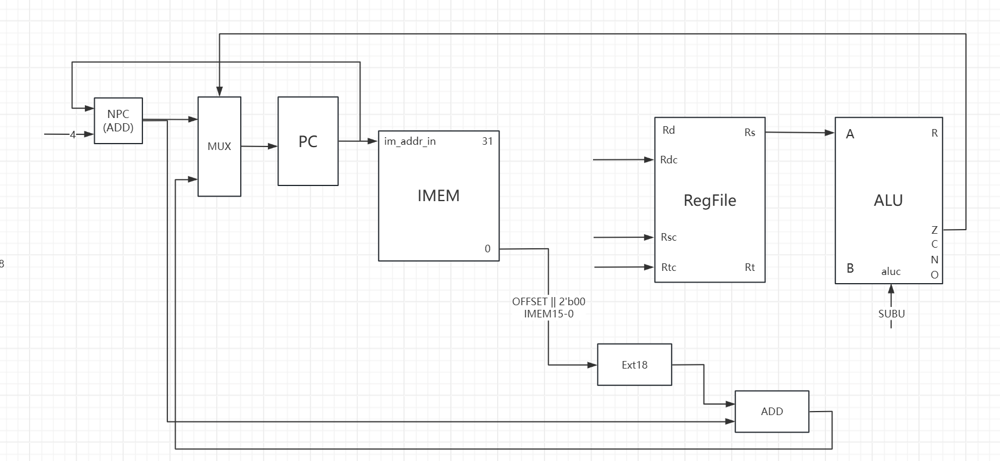 NPC
(ADD)
4
MUX
PC
im_addr_in
31
IMEM
0
OFFSET || 2'b00
IMEM15-0
Rd
Rs
Rdc
RegFile
Rsc
Rtc
Rt
A
R
ALU
Z
C
N
B
aluc
O
SUBU
Ext18
ADD
8